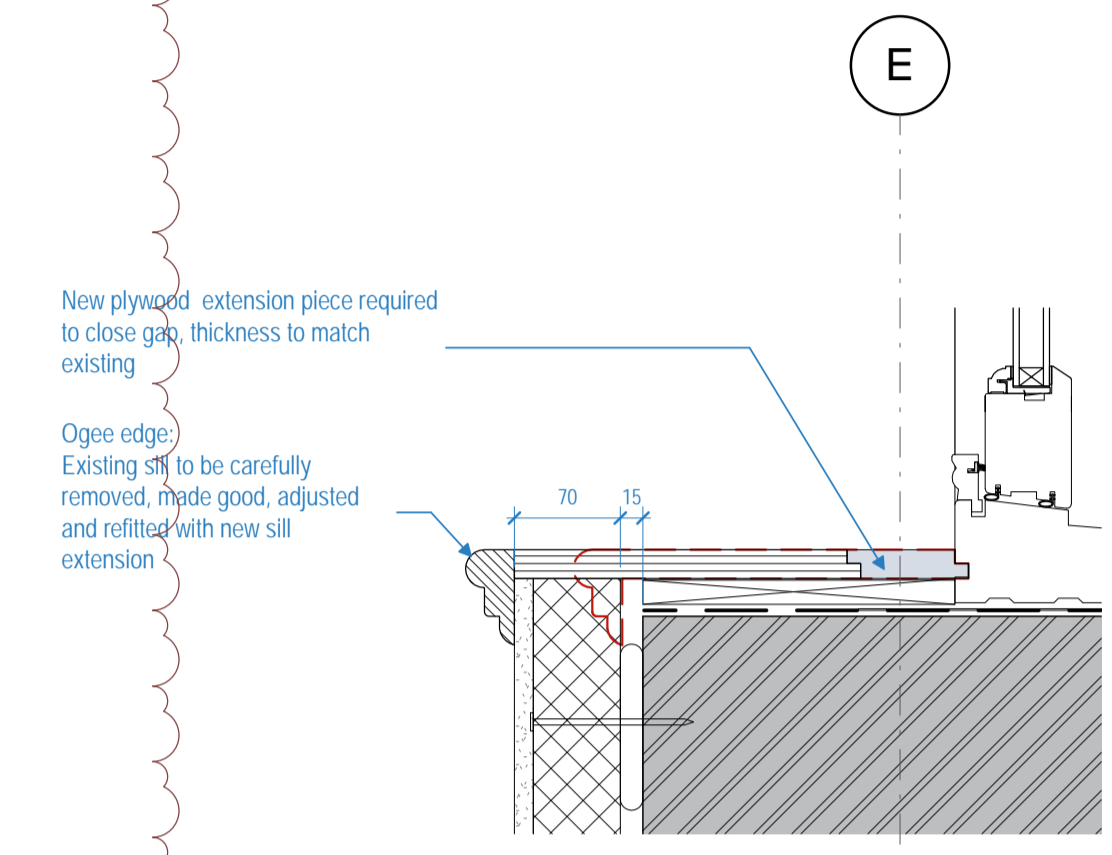 E
New plywood  extension piece required
to close gap, thickness to match
existing
Ogee edge:
Existing sill to be carefully
removed, made good, adjusted
and refitted with new sill
extension
70
15